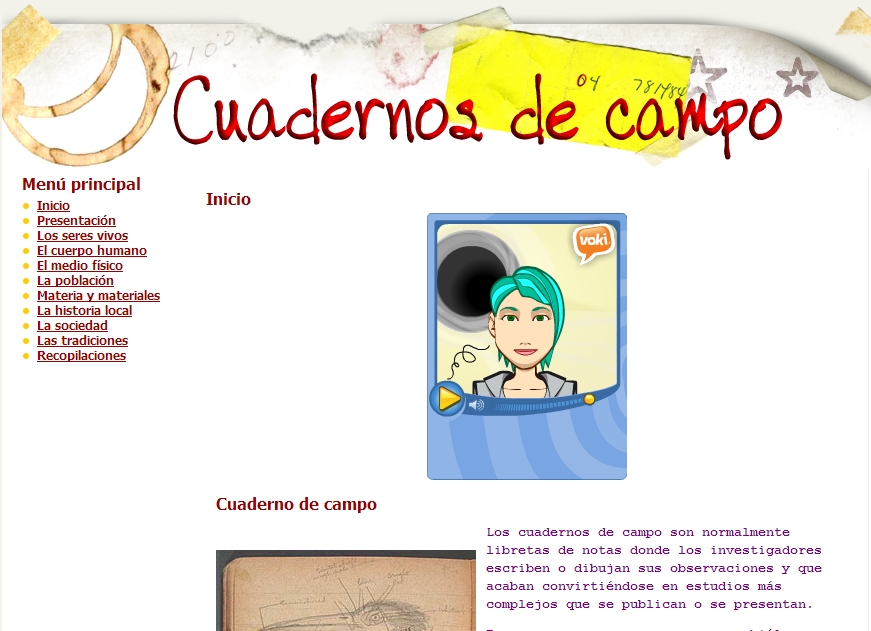 2100
04 781484
Cuadernos de campo
Menú principal
Inicio
Presentación
Los seres vivos
El cuerpo humano
El medio físico
La población
Materia y materiales
La historia local
La sociedad
Las tradiciones
Recopilaciones
Inicio
voki
Cuaderno de campo
Los cuadernos de campo son normalmente
libretas de notas donde los investigadores
escriben o dibujan sus observaciones y que
acaban convirtiéndose en estudios más
complejos que se publican o se presentan.